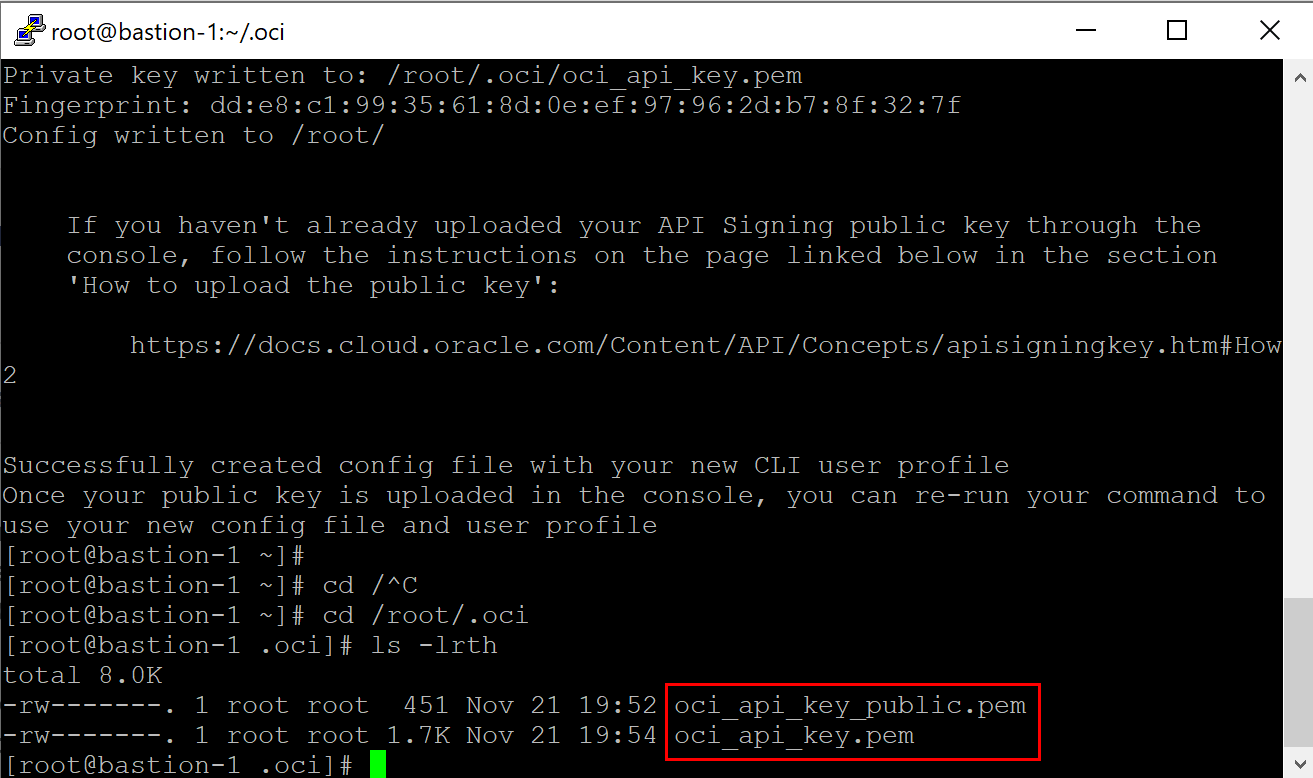 root@bastion-1:~/.oci
Private key written to: /root/.oci/oci_api_key.pem
Fingerprint: dd:e8:c1:99:35:61:8d:0e:ef:97:96:2d:b7:8f:32:7f
Config written to /root/
If you haven't already uploaded your API Signing public key through the
console, follow the instructions on the page linked below in the section
'How to upload the public key':
https://docs.cloud.oracle.com/Content/API/Concepts/apisigningkey.htm#How
2
Successfully created config file with your new CLI user profile
Once your public key is uploaded in the console, you can re-run your command to
use your new config file and user profile
[root@bastion-1 ~]#
[root@bastion-1 ~]# cd /^C
[root@bastion-1 ~]# cd /root/.oci
[root@bastion-1 .oci]# ls -lrth
total 8.0K
-rw-------. 1 root root  451 Nov 21 19:52 oci_api_key_public.pem
-rw-------. 1 root root 1.7K Nov 21 19:54 oci_api_key.pem
[root@bastion-1 .oci]#